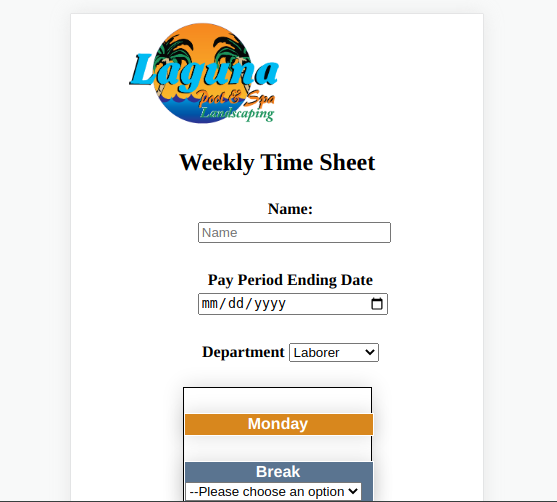 Laguna
Pool & Spa
Landscaping
Weekly Time Sheet
Name:
Name
Pay Period Ending Date
mm/dd/yyyy
Department Laborer
Monday
Break
--Please choose an option